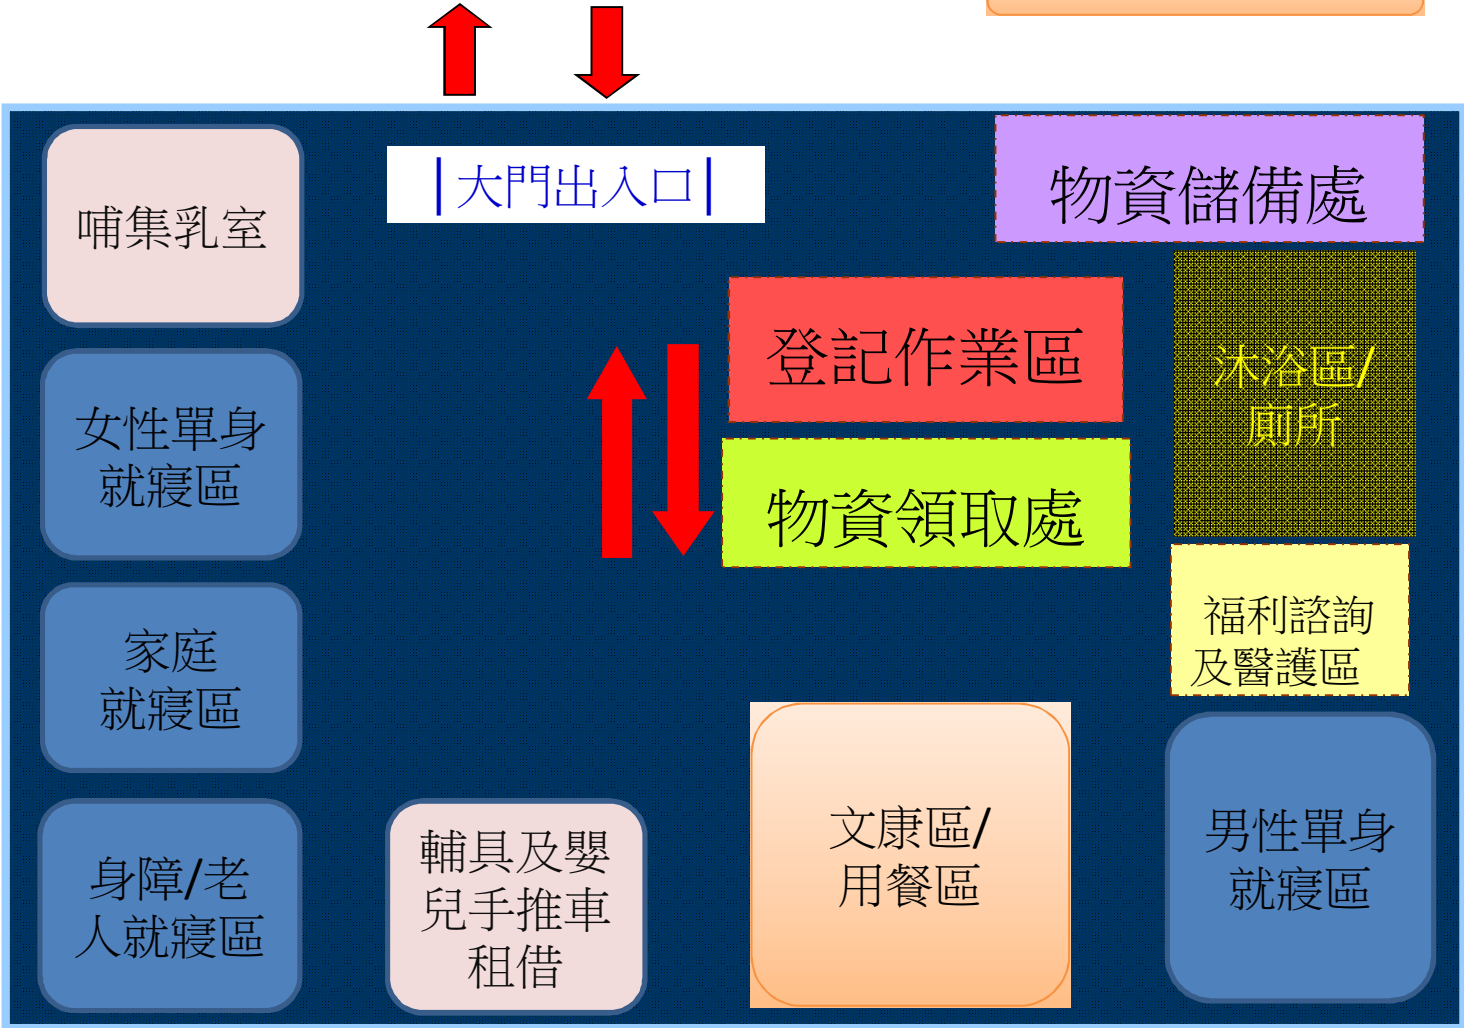 哺集乳室
|大門出入口|
物資儲備處
登記作業區
沐浴區/
廁所
女性單身
就寢區
物資領取處
福利諮詢
及醫護區
家庭
就寢區
身障/老
人就寢區
輔具及嬰
兒手推車
租借
文康區/
用餐區
男性單身
就寢區